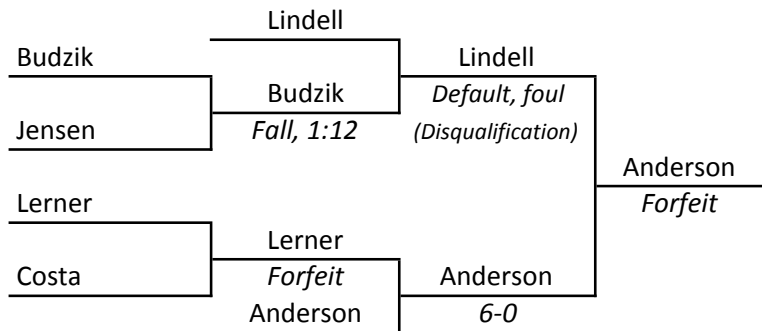 Lindell
Budzik
Lindell
Budzik
Default, foul
Jensen
Fall, 1:12
(Disqualification)
Anderson
Lerner
Forfeit
Lerner
Costa
Forfeit
Anderson
Anderson
6-0